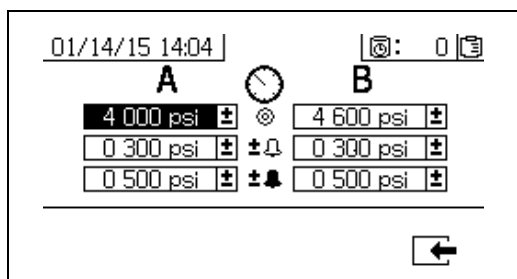 01/14/15 14:04 : 0
A B
4 000 psi ± 4 600 psi ±
0 300 psi ± ± 0 300 psi ±
0 500 psi ± ± 0 500 psi ±